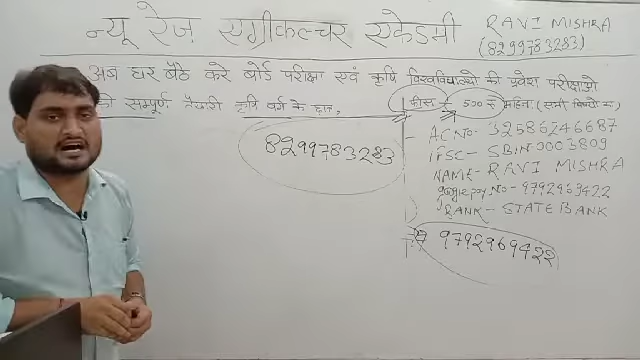 न्यू रेज़ एग्रीकल्चर एकेडमी
RAVI MISHRA
(8299783283)
अब घर बैठे करे बोर्ड परीक्षा एवं कृषि विश्वविद्यालयो की प्रवेश परीक्षाओ
की सम्पूर्ण तैयारी कृषि वर्ग के छात्र,
फीस - 500 रु महिना (सभी विषयो का)
8299783283
AC No - 32586246687
IFSC - SBIN0003809
NAME - RAVI MISHRA
google pay No - 9792969422
BANK - STATE BANK
9792969422